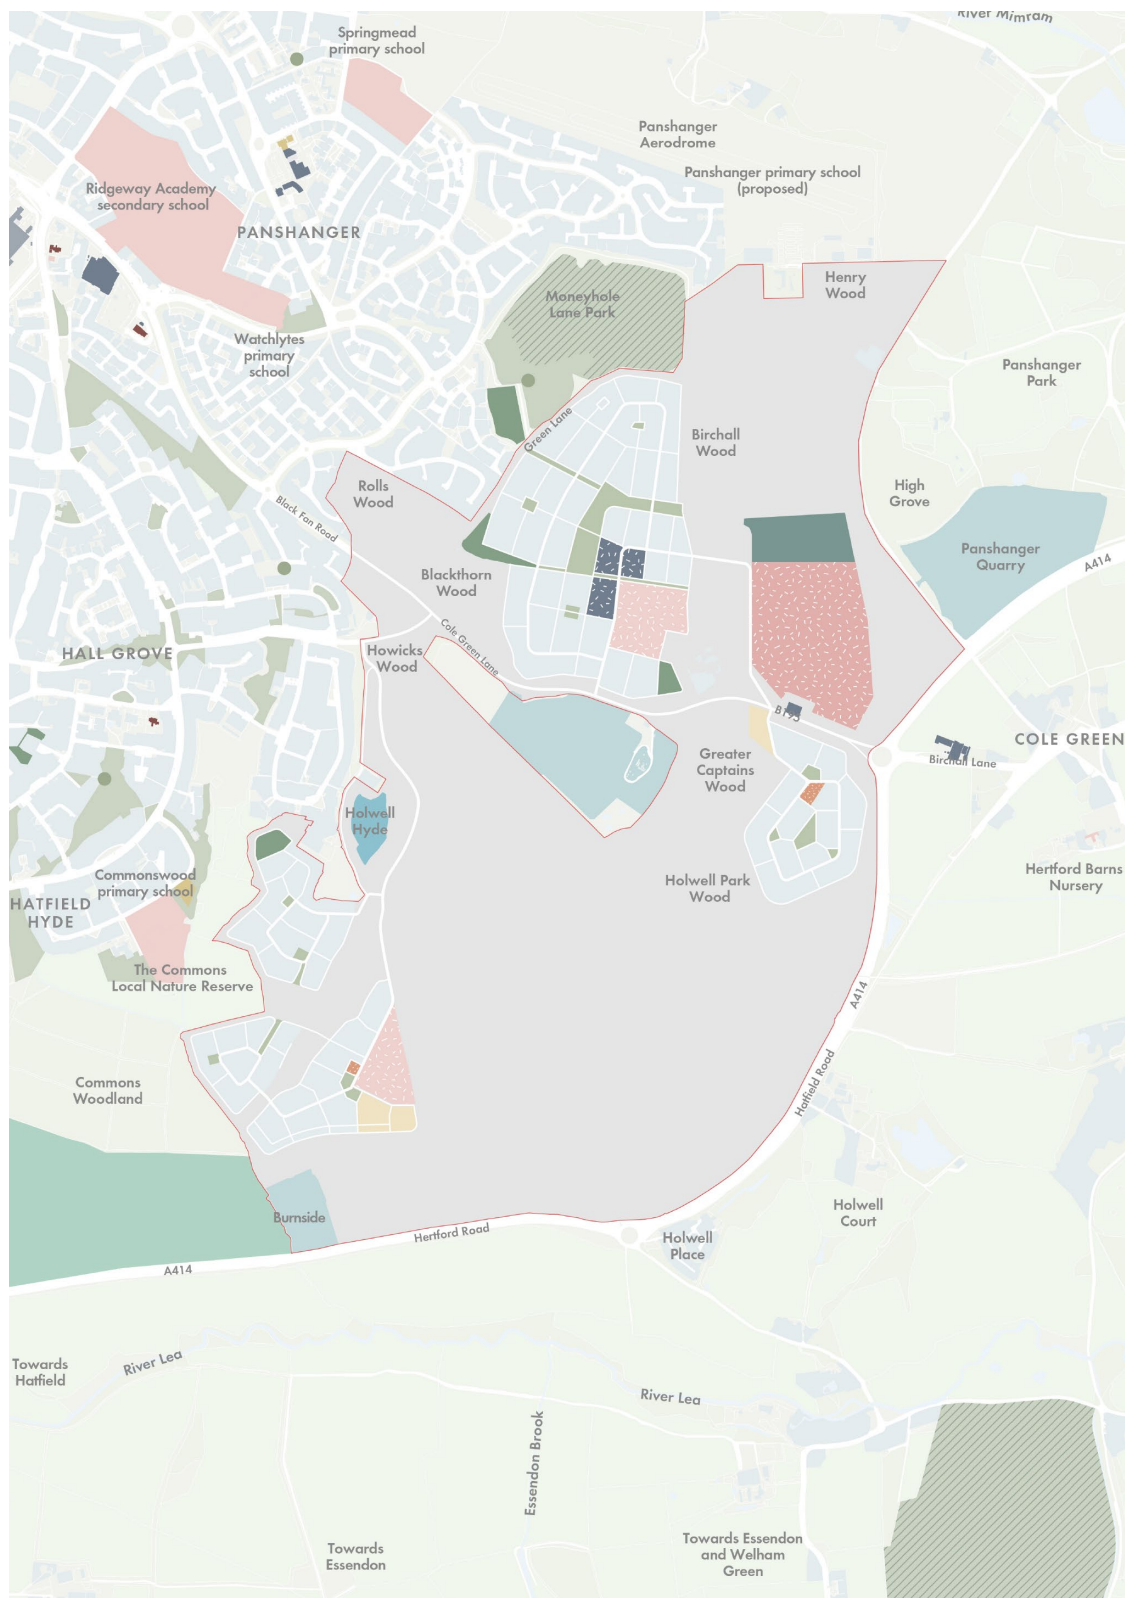 River Mimram
Springmead
primary school
Panshanger
Aerodrome
Panshanger primary school
(proposed)
Ridgeway Academy
secondary school
PANSHANGER
Henry
Wood
Moneyhole
Lane Park
Watchlytes
primary
school
Panshanger
Park
Green Lane
Birchall
Wood
Rolls
Wood
High
Grove
Black Fan Road
Panshanger
Quarry
A414
Blackthorn
Wood
Cole Green Lane
HALL GROVE
Howicks
Wood
B195
COLE GREEN
Birchall Lane
Greater
Captains
Wood
Holwell
Hyde
Commonswood
primary school
Holwell Park
Wood
Hertford Barns
Nursery
HATFIELD
HYDE
The Commons
Local Nature Reserve
A414
Hatfield Road
Commons
Woodland
Burnside
Holwell
Court
Hertford Road
Holwell
Place
A414
River Lea
Towards
Hatfield
River Lea
Essendon Brook
Towards
Essendon
Towards Essendon
and Welham
Green